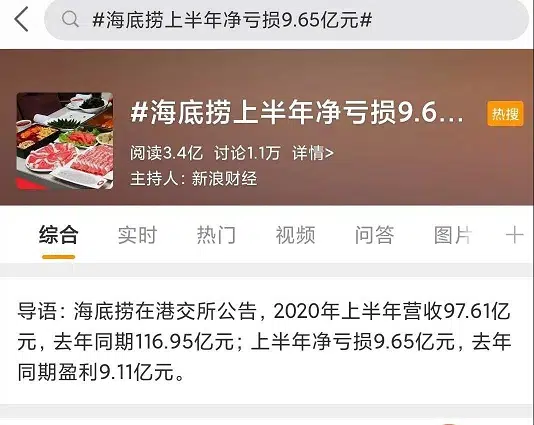 #海底捞上半年净亏损9.65亿元#
#海底捞上半年净亏损9.6...
热搜
阅读3.4亿 讨论1.1万 详情>
主持人：新浪财经
综合 实时 热门 视频 问答 图片
导语：海底捞在港交所公告，2020年上半年营收97.61亿
元，去年同期116.95亿元；上半年净亏损9.65亿元，去年
同期盈利9.11亿元。